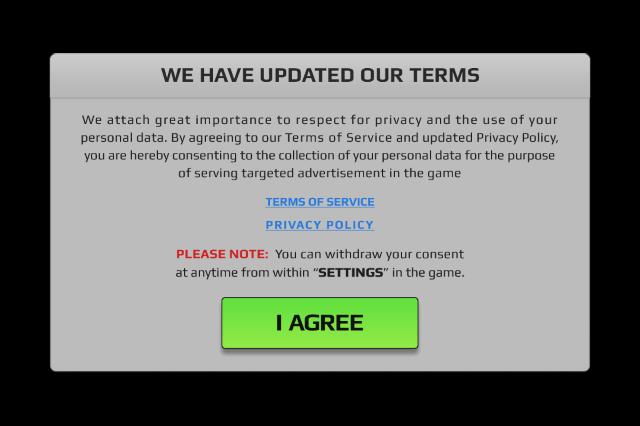 WE HAVE UPDATED OUR TERMS
We attach great importance to respect for privacy and the use of your
personal data. By agreeing to our Terms of Service and updated Privacy Policy,
you are hereby consenting to the collection of your personal data for the purpose
of serving targeted advertisement in the game
TERMS OF SERVICE
PRIVACY POLICY
PLEASE NOTE: You can withdraw your consent
at anytime from within “SETTINGS” in the game.
I AGREE